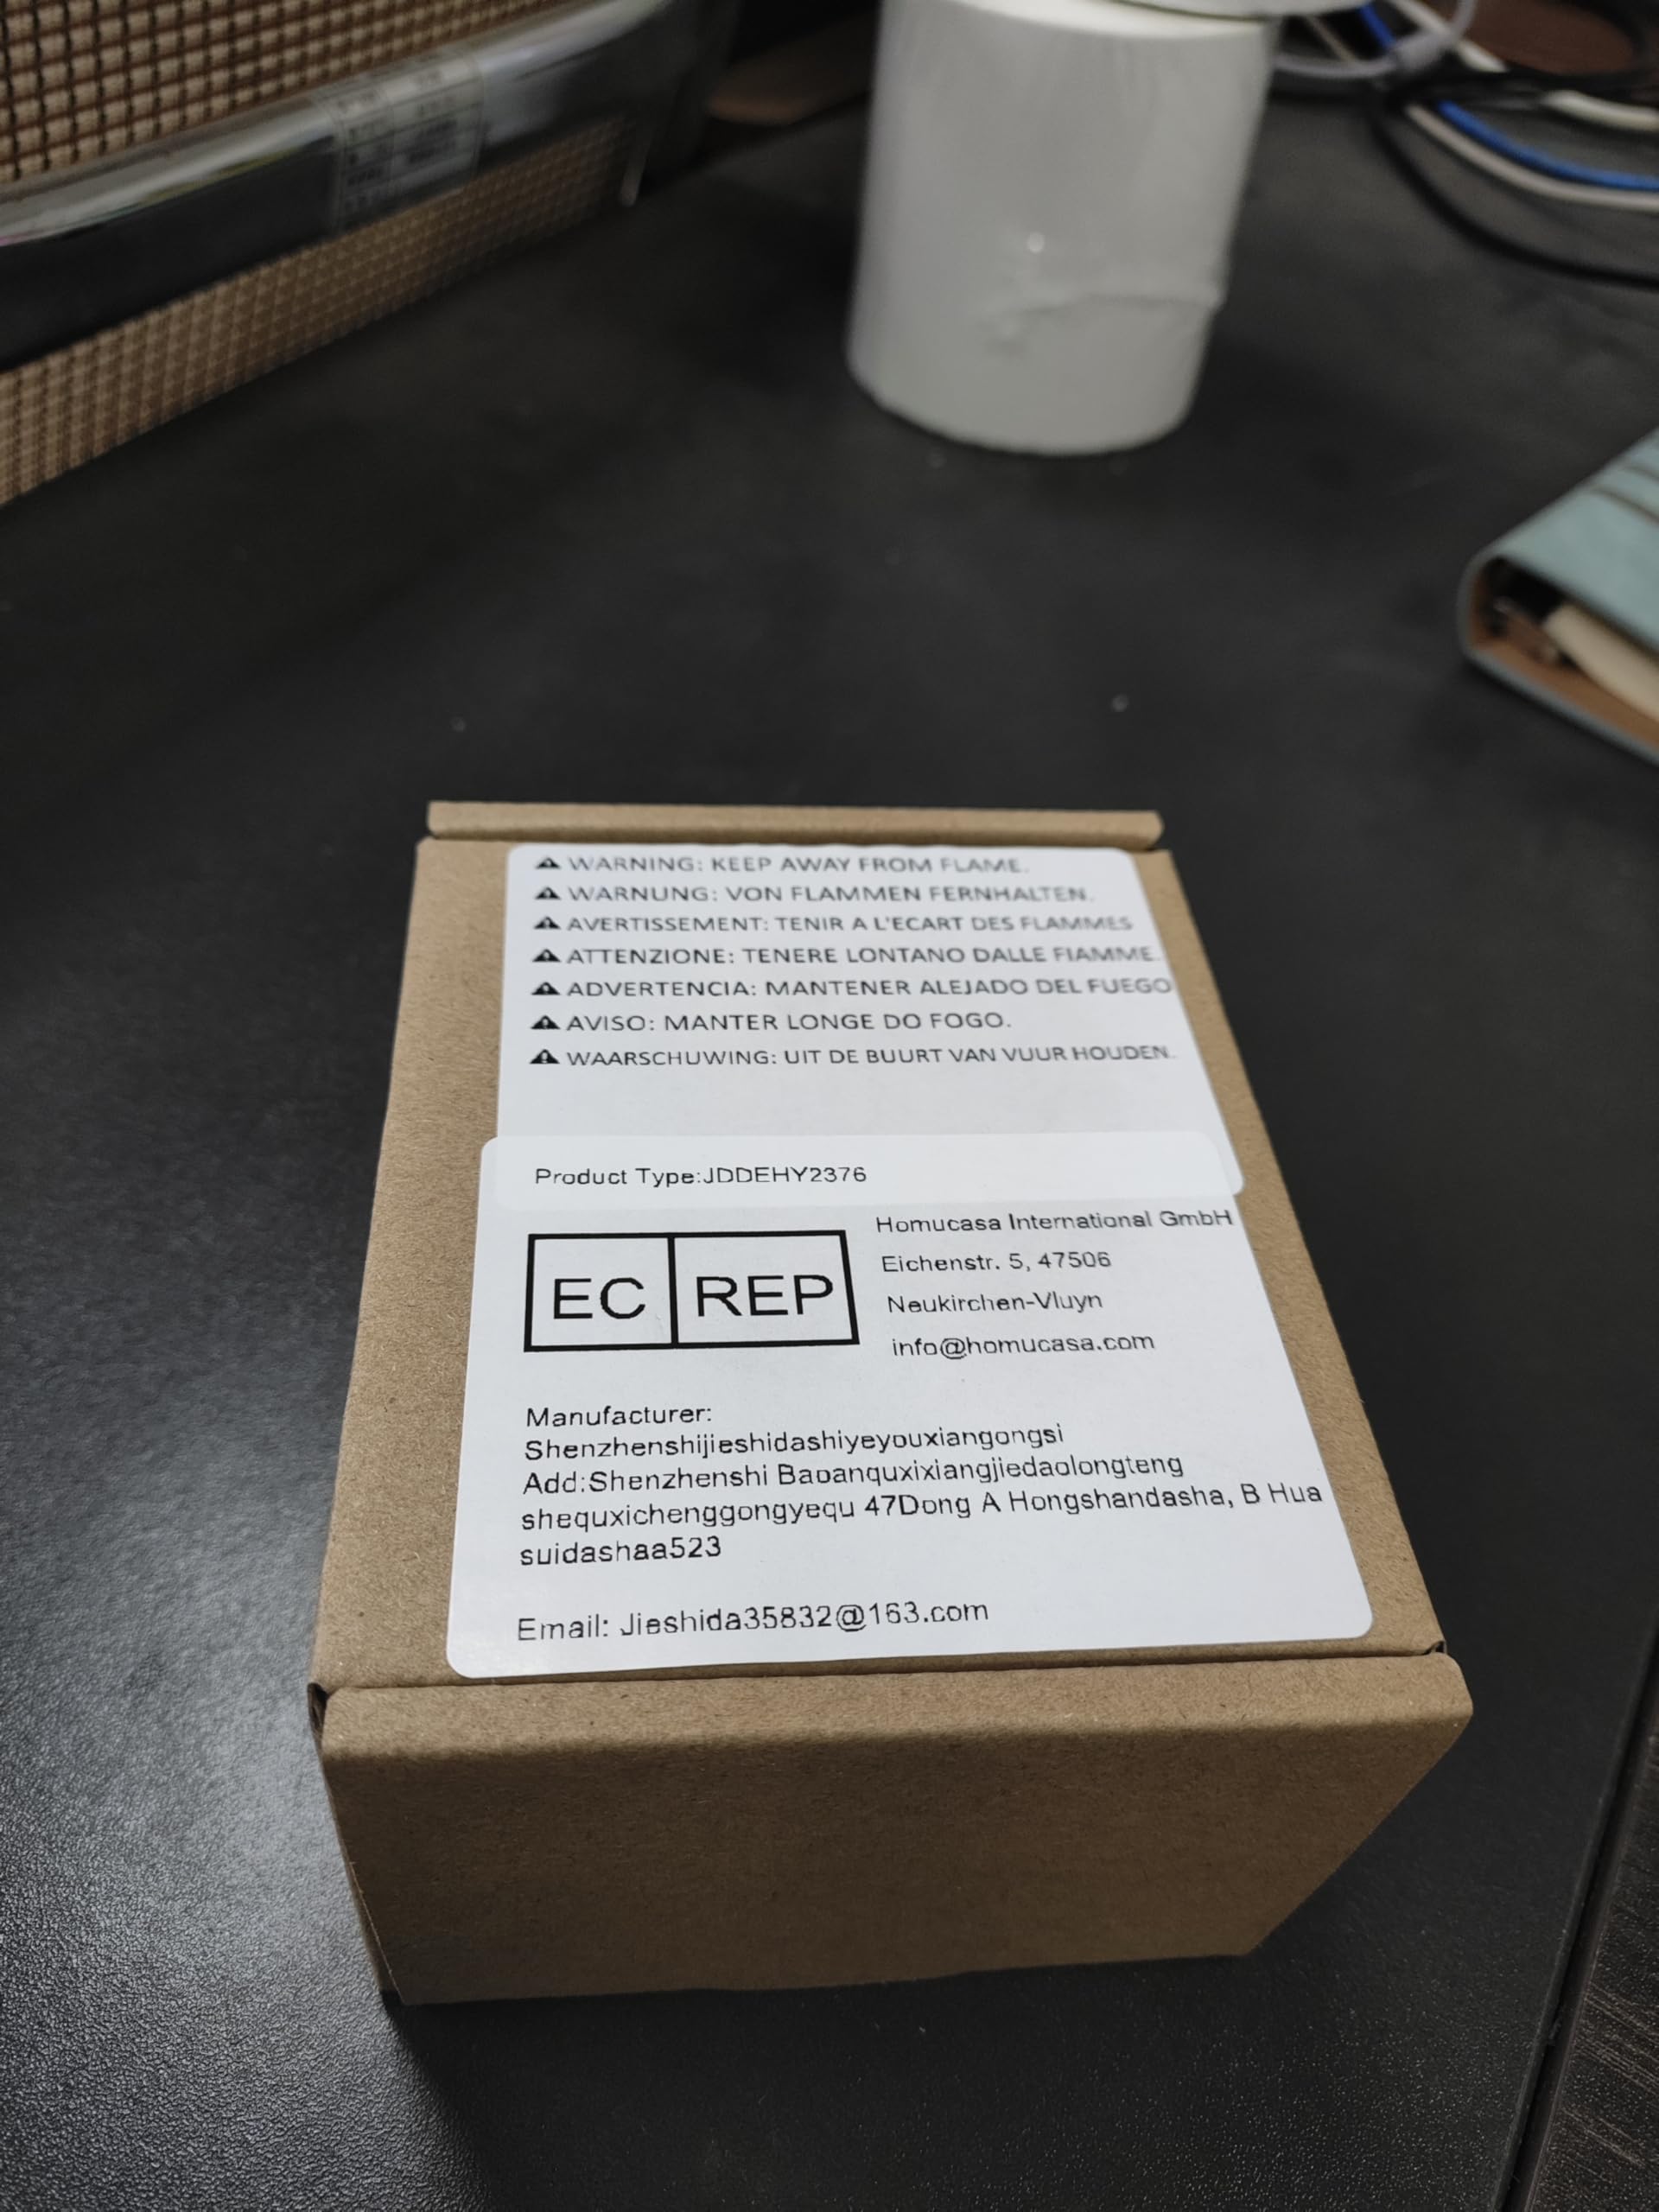 WARNING: KEEP AWAY FROM FLAME.
WARNUNG: VON FLAMMEN FERNHALTEN.
AVERTISSEMENT: TENIR A L'ECART DES FLAMMES
ATTENZIONE: TENERE LONTANO DALLE FIAMME.
ADVERTENCIA: MANTENER ALEJADO DEL FUEGO
AVISO: MANTER LONGE DO FOGO.
WAARSCHUWING: UIT DE BUURT VAN VUUR HOUDEN.
Product Type:JDDEHY2376
EC REP
Homucasa International GmbH
Eichenstr. 5, 47506
Neukirchen-Vluyn
info@homucasa.com
Manufacturer:
Shenzhenshijieshidashiyeyouxiangongsi
Add:Shenzhenshi Baoanquxixiangjiedaolongteng
shequxichenggongyequ 47Dong A Hongshandasha, B Hua
suidashaa523
Email: Jieshida35832@163.com